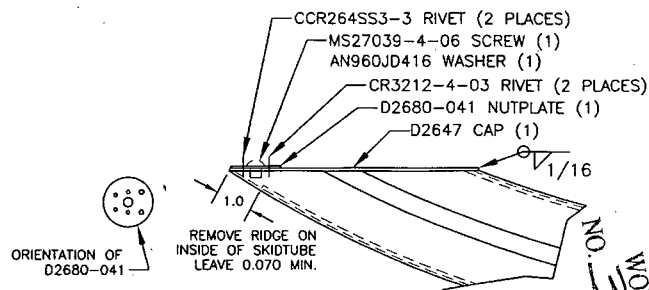 CCR264SS3-3 RIVET (2 PLACES)
MS27039-4-06 SCREW (1)
AN960JD416 WASHER (1)
CR3212-4-03 RIVET (2 PLACES)
D2680-041 NUTPLATE (1)
D2647 CAP (1)
1/16
1.0
REMOVE RIDGE ON
INSIDE OF SKIDTUBE
LEAVE 0.070 MIN.
ORIENTATION OF
D2680-041
NO.